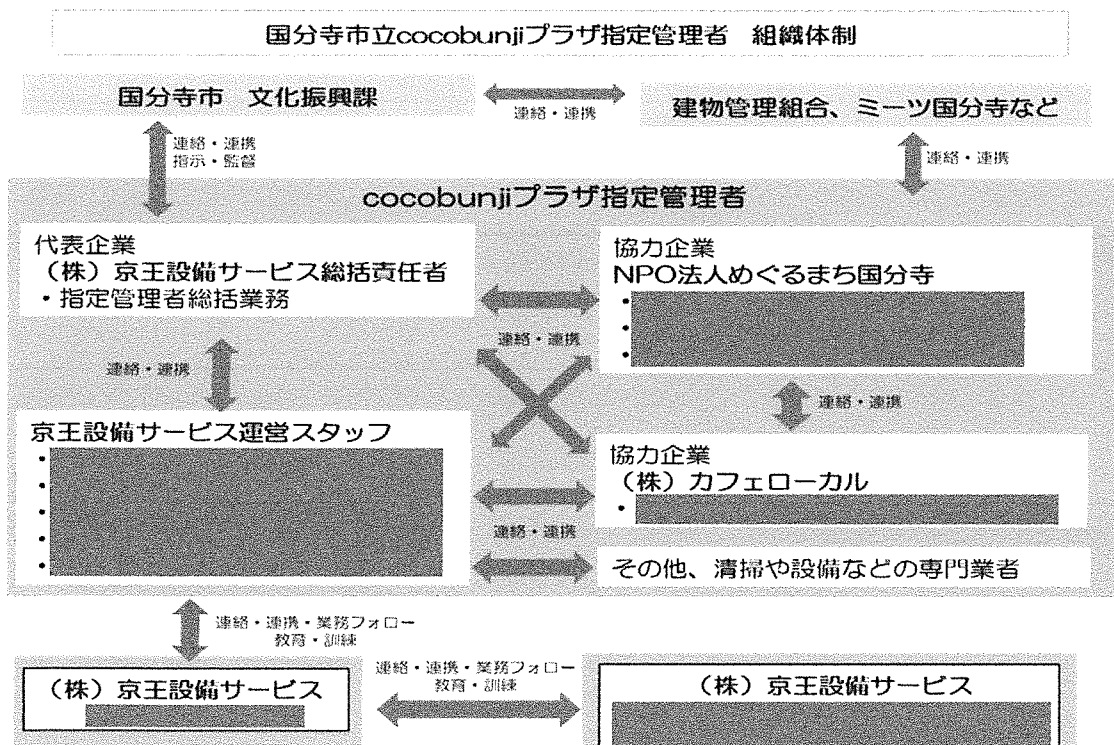 国分寺市立cocobunjiプラザ指定管理者　組織体制
国分寺市　文化振興課
連絡・連携
建物管理組合、ミーツ国分寺など
連絡・連携
指示・監督
連絡・連携
cocobunjiプラザ指定管理者
代表企業
（株）京王設備サービス総括責任者
・指定管理者総括業務
協力企業
NPO法人めぐるまち国分寺
・
・
・
連絡・連携
連絡・連携
連絡・連携
京王設備サービス運営スタッフ
・
・
・
・
・
協力企業
（株）カフェローカル
・
連絡・連携
その他、清掃や設備などの専門業者
連絡・連携・業務フォロー
教育・訓練
（株）京王設備サービス
連絡・連携・業務フォロー
教育・訓練
（株）京王設備サービス